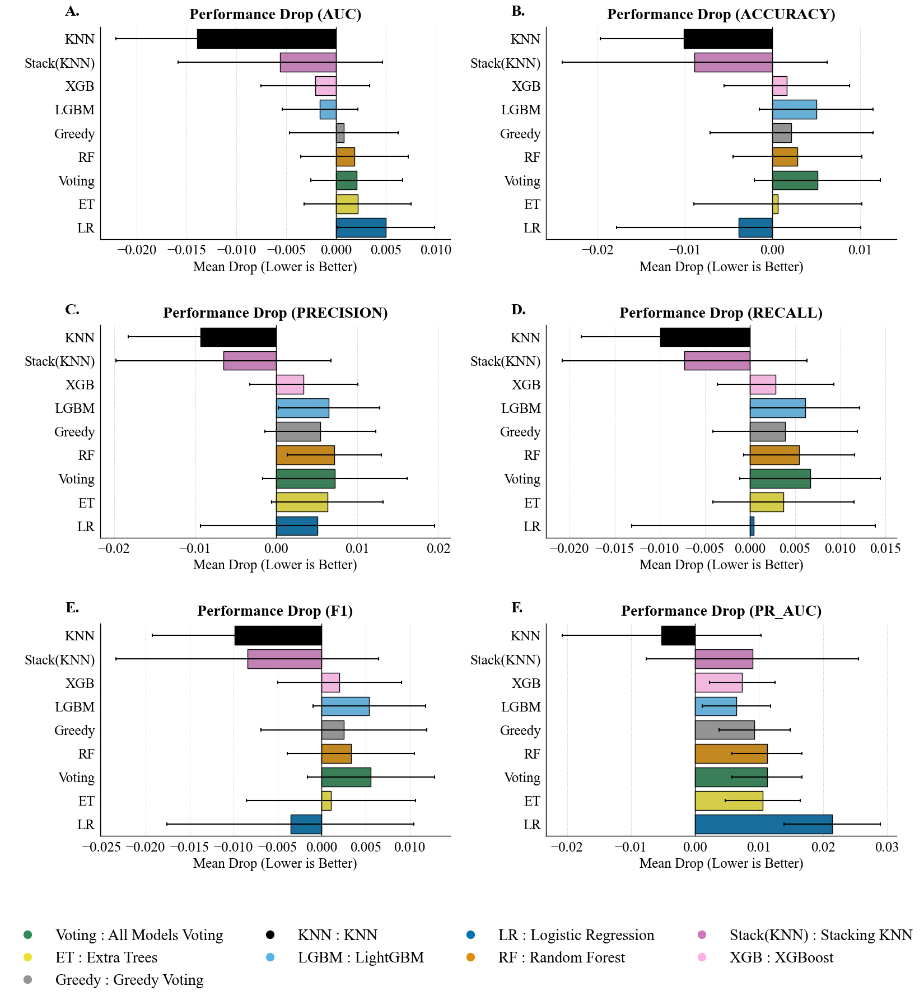 A.
Performance Drop (AUC)
KNN
Stack(KNN)
XGB
LGBM
Greedy
RF
Voting
ET
LR
−0.020 −0.015 −0.010 −0.005 0.000 0.005 0.010
Mean Drop (Lower is Better)
B.
Performance Drop (ACCURACY)
KNN
Stack(KNN)
XGB
LGBM
Greedy
RF
Voting
ET
LR
−0.02 −0.01 0.00 0.01
Mean Drop (Lower is Better)
C.
Performance Drop (PRECISION)
KNN
Stack(KNN)
XGB
LGBM
Greedy
RF
Voting
ET
LR
−0.02 −0.01 0.00 0.01 0.02
Mean Drop (Lower is Better)
D.
Performance Drop (RECALL)
KNN
Stack(KNN)
XGB
LGBM
Greedy
RF
Voting
ET
LR
−0.020 −0.015 −0.010 −0.005 0.000 0.005 0.010 0.015
Mean Drop (Lower is Better)
E.
Performance Drop (F1)
KNN
Stack(KNN)
XGB
LGBM
Greedy
RF
Voting
ET
LR
−0.025 −0.020 −0.015 −0.010 −0.005 0.000 0.005 0.010
Mean Drop (Lower is Better)
F.
Performance Drop (PR_AUC)
KNN
Stack(KNN)
XGB
LGBM
Greedy
RF
Voting
ET
LR
−0.02 −0.01 0.00 0.01 0.02 0.03
Mean Drop (Lower is Better)
Voting : All Models Voting
ET : Extra Trees
Greedy : Greedy Voting
KNN : KNN
LGBM : LightGBM
LR : Logistic Regression
RF : Random Forest
Stack(KNN) : Stacking KNN
XGB : XGBoost